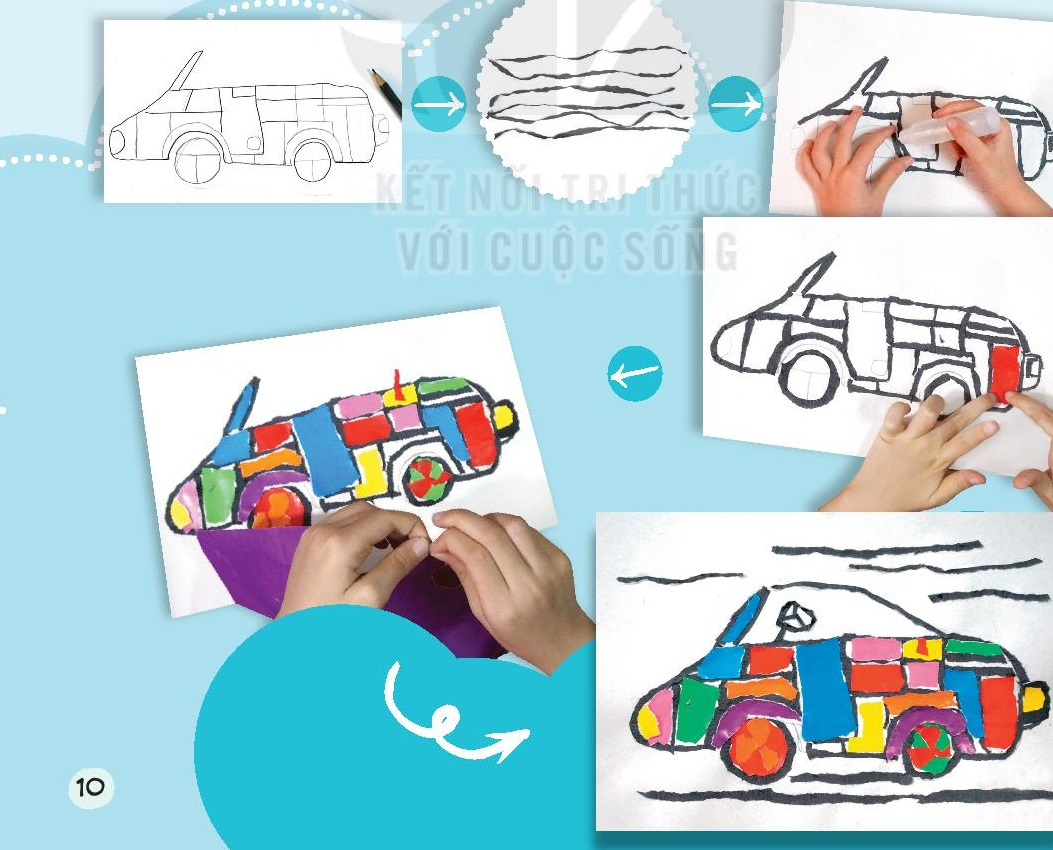 KẾT NỐI TRI THỨC
VỚI CUỘC SỐNG
10